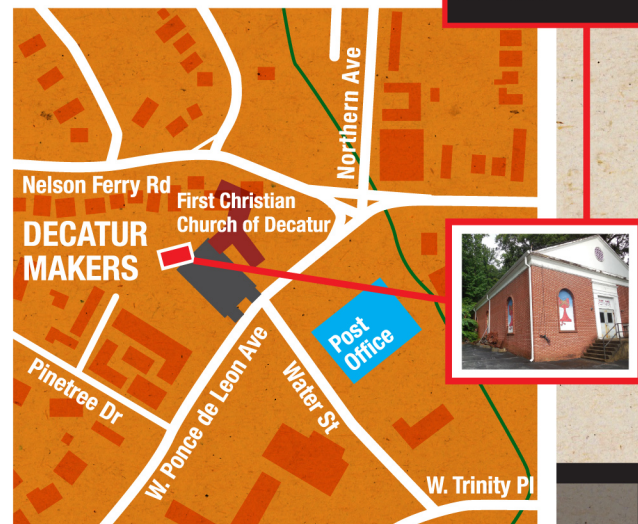 Northern Ave
Nelson Ferry Rd
First Christian
Church of Decatur
DECATUR
MAKERS
Post
Office
Pinetree Dr
W. Ponce de Leon Ave
Water St
W. Trinity Pl